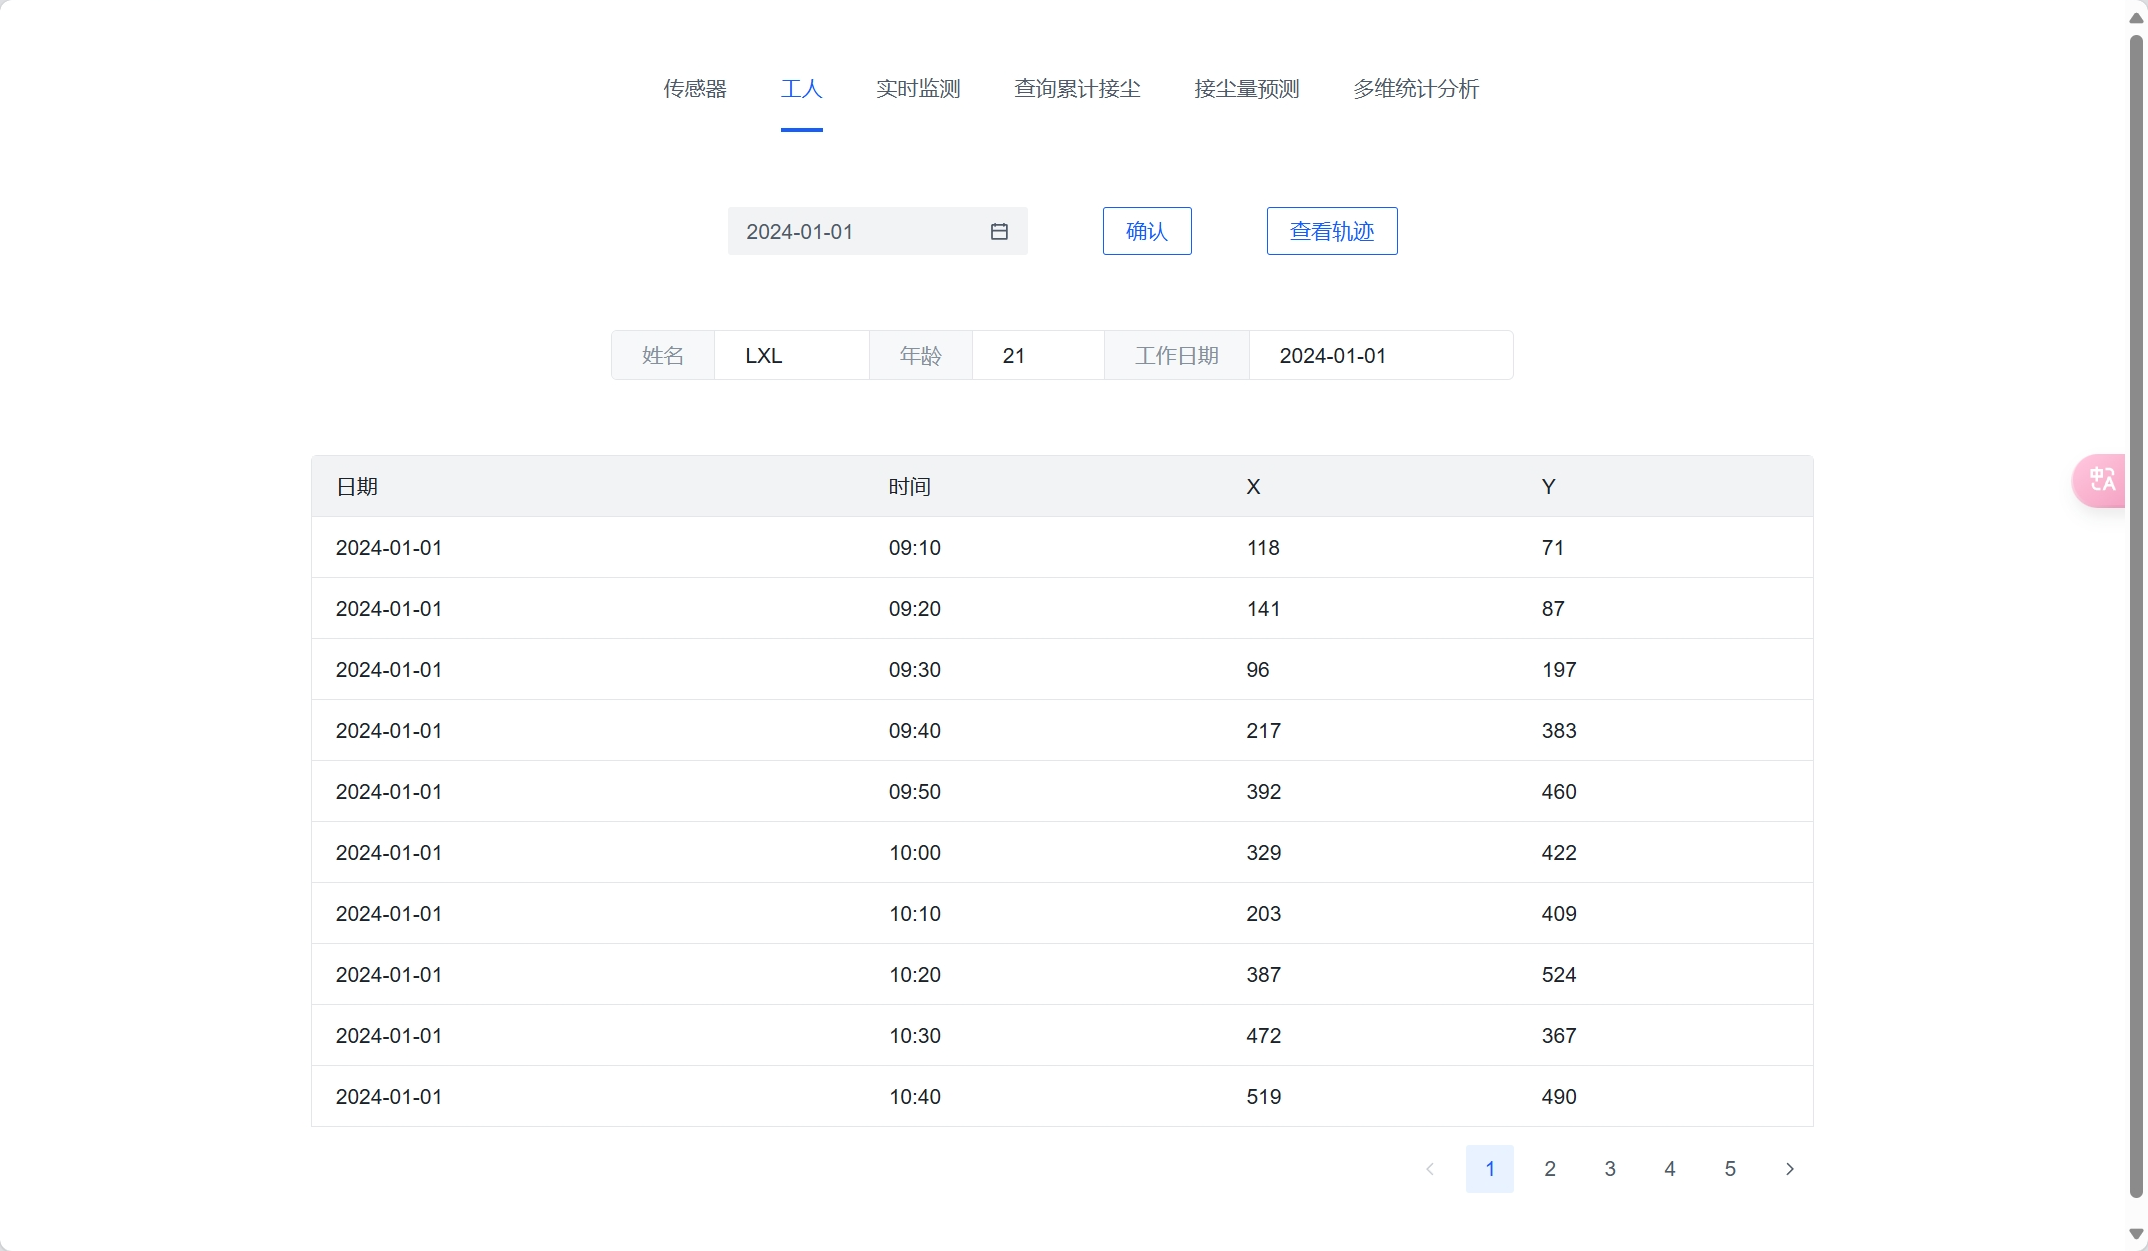 传感器 工人 实时监测 查询累计接尘 接尘量预测 多维统计分析
2024-01-01 确认 查看轨迹
姓名 LXL 年龄 21 工作日期 2024-01-01
日期 时间 X Y
2024-01-01 09:10 118 71
2024-01-01 09:20 141 87
2024-01-01 09:30 96 197
2024-01-01 09:40 217 383
2024-01-01 09:50 392 460
2024-01-01 10:00 329 422
2024-01-01 10:10 203 409
2024-01-01 10:20 387 524
2024-01-01 10:30 472 367
2024-01-01 10:40 519 490
1 2 3 4 5